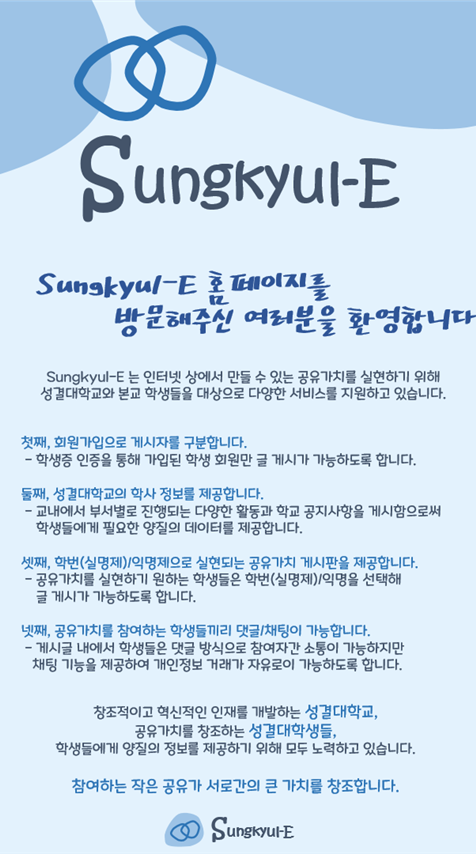 Sungkyul-E
Sungkyul-E 홈페이지를
방문해주신 여러분을 환영합니다
Sungkyul-E 는 인터넷 상에서 만들 수 있는 공유가치를 실현하기 위해
성결대학교와 본교 학생들을 대상으로 다양한 서비스를 지원하고 있습니다.
첫째, 회원가입으로 게시자를 구분합니다.
- 학생증 인증을 통해 가입된 학생 회원만 글 게시가 가능하도록 합니다.
둘째, 성결대학교의 학사 정보를 제공합니다.
- 교내에서 부서별로 진행되는 다양한 활동과 학교 공지사항을 게시함으로써
학생들에게 필요한 양질의 데이터를 제공합니다.
셋째, 학번(실명제)/익명제으로 실현되는 공유가치 게시판을 제공합니다.
- 공유가치를 실현하기 원하는 학생들은 학번(실명제)/익명을 선택해
글 게시가 가능하도록 합니다.
넷째, 공유가치를 참여하는 학생들끼리 댓글/채팅이 가능합니다.
- 게시글 내에서 학생들은 댓글 방식으로 참여자간 소통이 가능하지만
채팅 기능을 제공하여 개인정보 거래가 자유로이 가능하도록 합니다.
창조적이고 혁신적인 인재를 개발하는 성결대학교,
공유가치를 창조하는 성결대학생들,
학생들에게 양질의 정보를 제공하기 위해 모두 노력하고 있습니다.
참여하는 작은 공유가 서로간의 큰 가치를 창조합니다.
Sungkyul-E